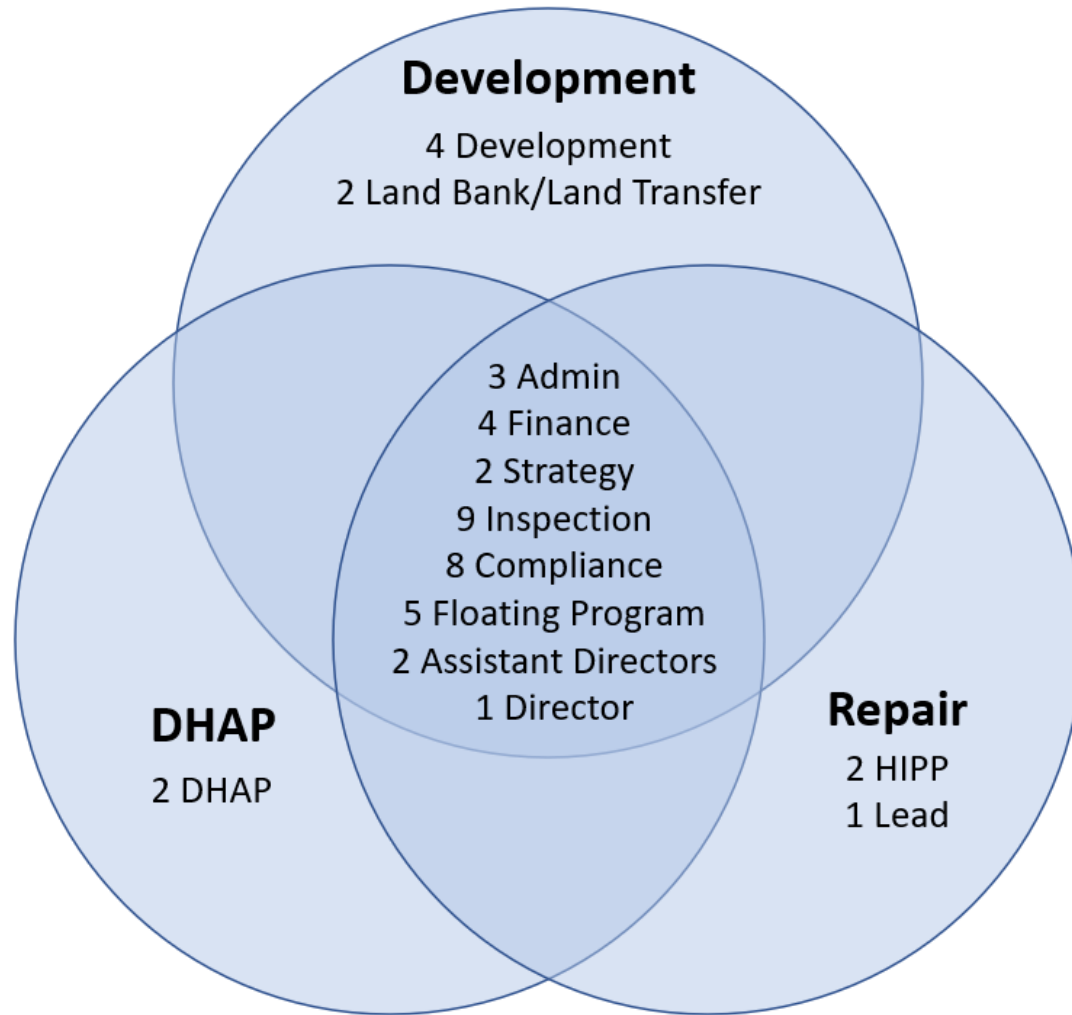 Development
4 Development
2 Land Bank/Land Transfer
3 Admin
4 Finance
2 Strategy
9 Inspection
8 Compliance
5 Floating Program
2 Assistant Directors
1 Director
DHAP
2 DHAP
Repair
2 HIPP
1 Lead